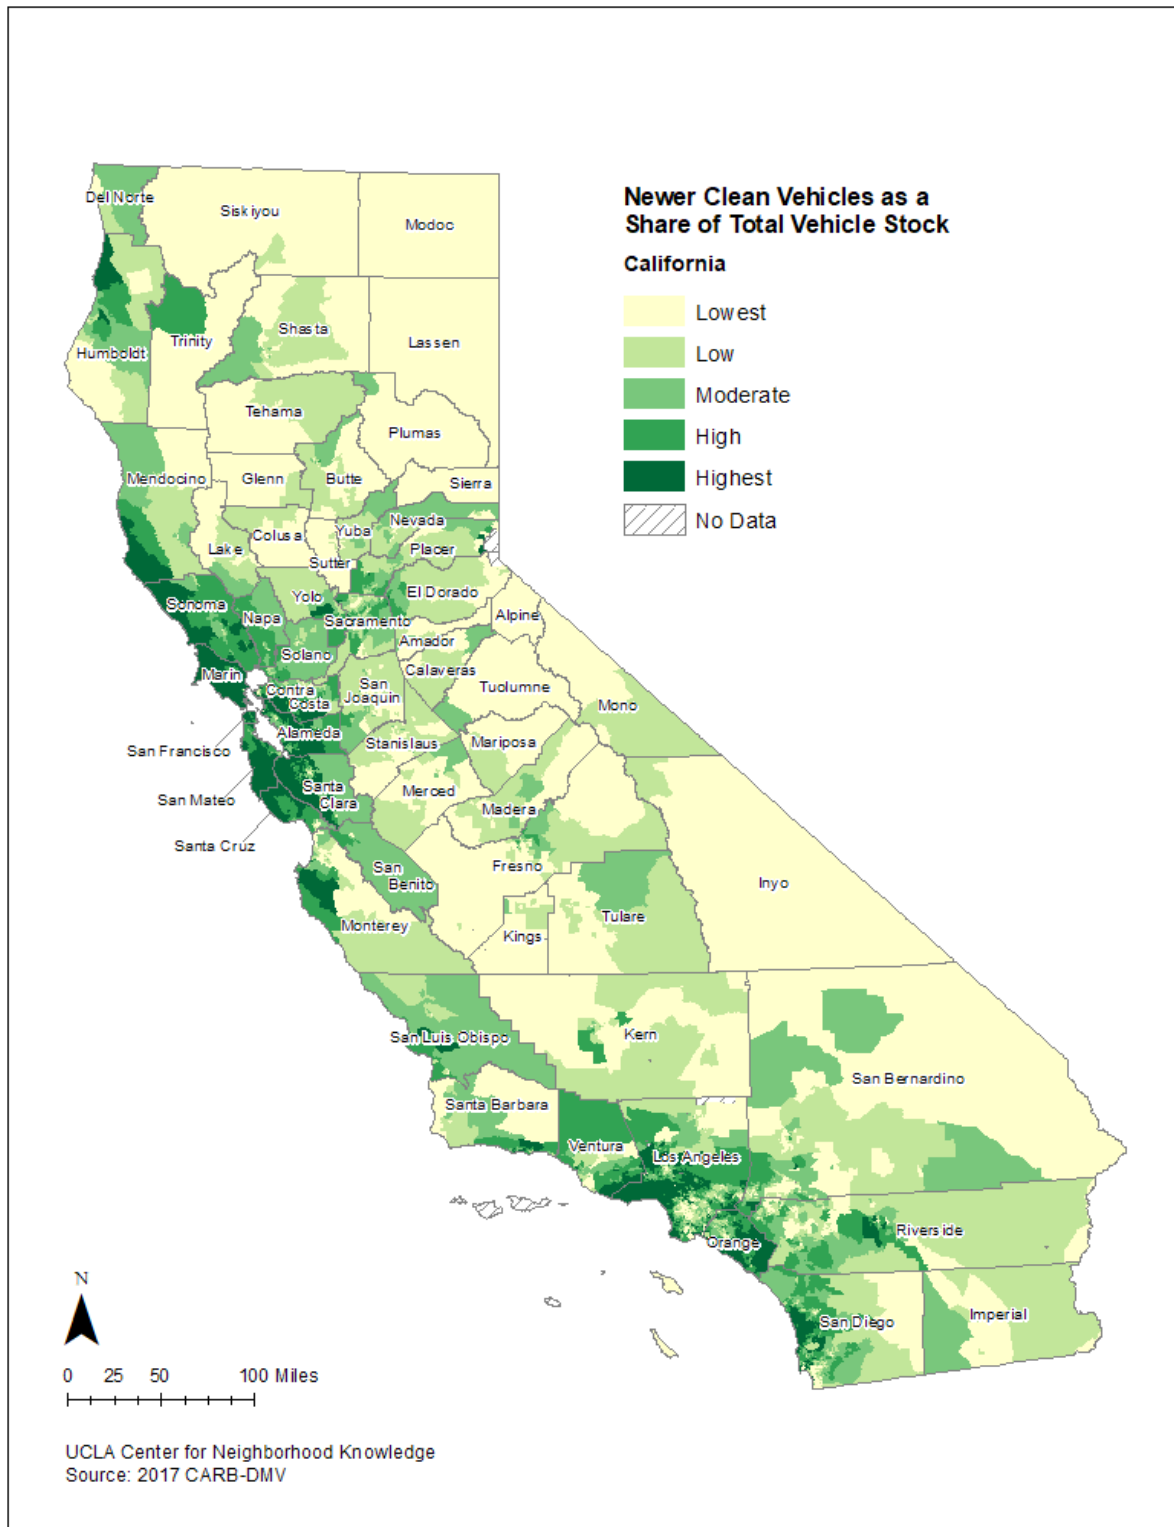 Newer Clean Vehicles as a
Share of Total Vehicle Stock
California
Lowest
Low
Moderate
High
Highest
No Data
Del Norte
Siskiyou
Modoc
Shasta
Trinity
Lassen
Humboldt
Tehama
Plumas
Mendocino
Glenn
Butte
Sierra
Nevada
Yuba
Colusa
Lake
Placer
Sutter
El Dorado
Yolo
Sonoma
Napa
Sacramento
Alpine
Amador
Solano
Calaveras
Marin
Contra
Costa
San
Joaquin
Tuolumne
Mono
Alameda
San Francisco
Stanislaus
Mariposa
Santa
Clara
San Mateo
Merced
Madera
Santa Cruz
Fresno
San
Benito
Inyo
Tulare
Monterey
Kings
San Luis Obispo
Kern
San Bernardino
Santa Barbara
Ventura
Los Angeles
Riverside
Orange
San Diego
Imperial
N
0 25 50 100 Miles
UCLA Center for Neighborhood Knowledge
Source: 2017 CARB-DMV